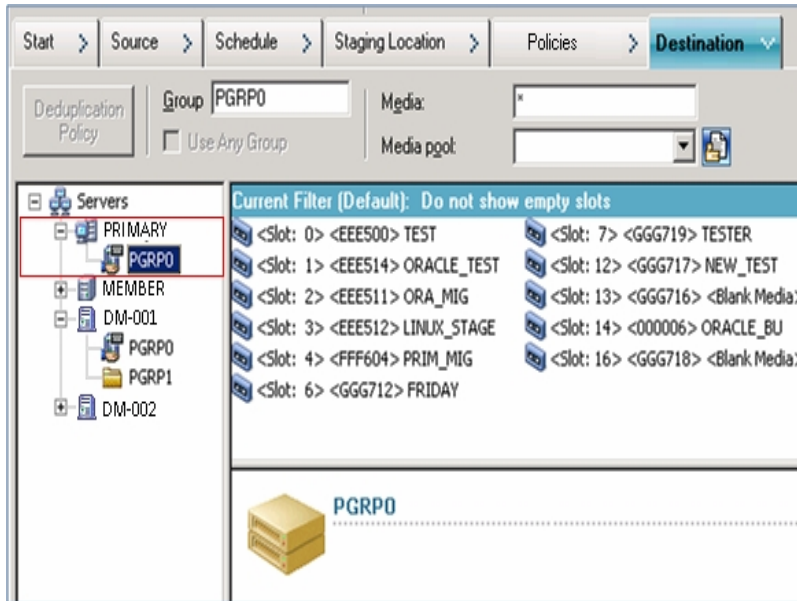 Start
Source
Schedule
Staging Location
Policies
Destination
Deduplication Policy
Group PGRP0
Use Any Group
Media: *
Media pool:
Servers
PRIMARY
PGRP0
MEMBER
DM-001
PGRP0
PGRP1
DM-002
Current Filter (Default): Do not show empty slots
<Slot: 0> <EEE500> TEST
<Slot: 1> <EEE514> ORACLE_TEST
<Slot: 2> <EEE511> ORA_MIG
<Slot: 3> <EEE512> LINUX_STAGE
<Slot: 4> <FFF604> PRIM_MIG
<Slot: 6> <GGG712> FRIDAY
<Slot: 7> <GGG719> TESTER
<Slot: 12> <GGG717> NEW_TEST
<Slot: 13> <GGG716> <Blank Media>
<Slot: 14> <000006> ORACLE_BU
<Slot: 16> <GGG718> <Blank Media>
PGRP0